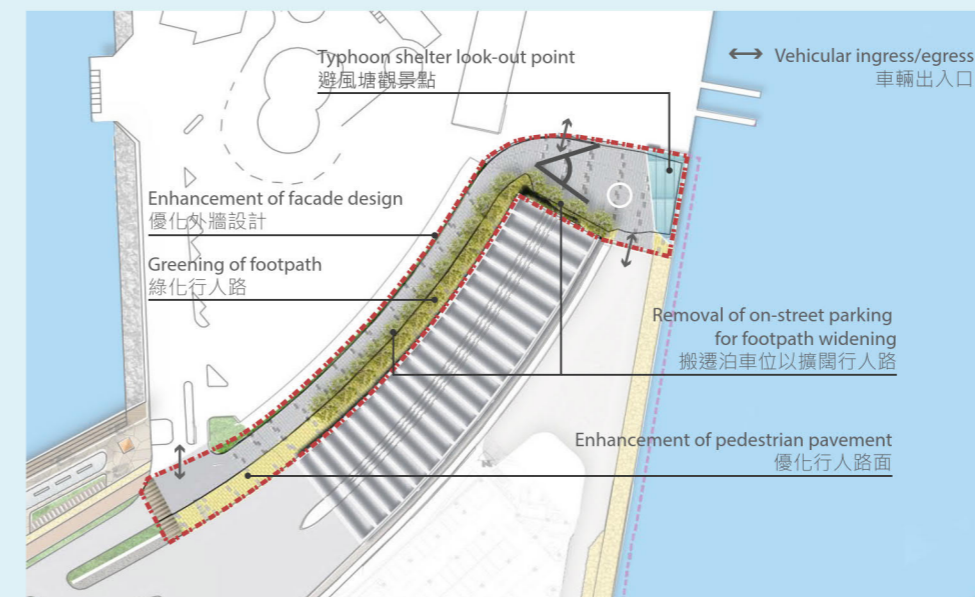 Typhoon shelter look-out point
避風塘觀景點
Vehicular ingress/egress
車輛出入口
Enhancement of facade design
優化外牆設計
Greening of footpath
綠化行人路
Removal of on-street parking
for footpath widening
搬遷泊車位以擴闊行人路
Enhancement of pedestrian pavement
優化行人路面